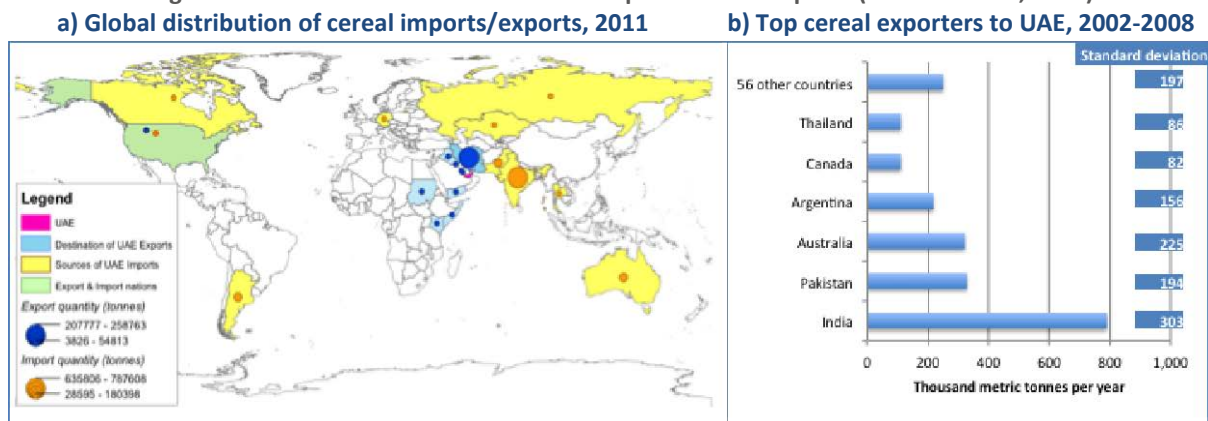 a) Global distribution of cereal imports/exports, 2011
b) Top cereal exporters to UAE, 2002-2008
Legend
UAE
Destination of UAE Exports
Sources of UAE Imports
Export & Import nations
Export quantity (tonnes)
207777 - 258763
3826 - 54813
Import quantity (tonnes)
635806 - 787608
28595 - 180398
Standard deviation
56 other countries
197
Thailand
86
Canada
82
Argentina
156
Australia
225
Pakistan
194
India
303
0
200
400
600
800
1,000
Thousand metric tonnes per year